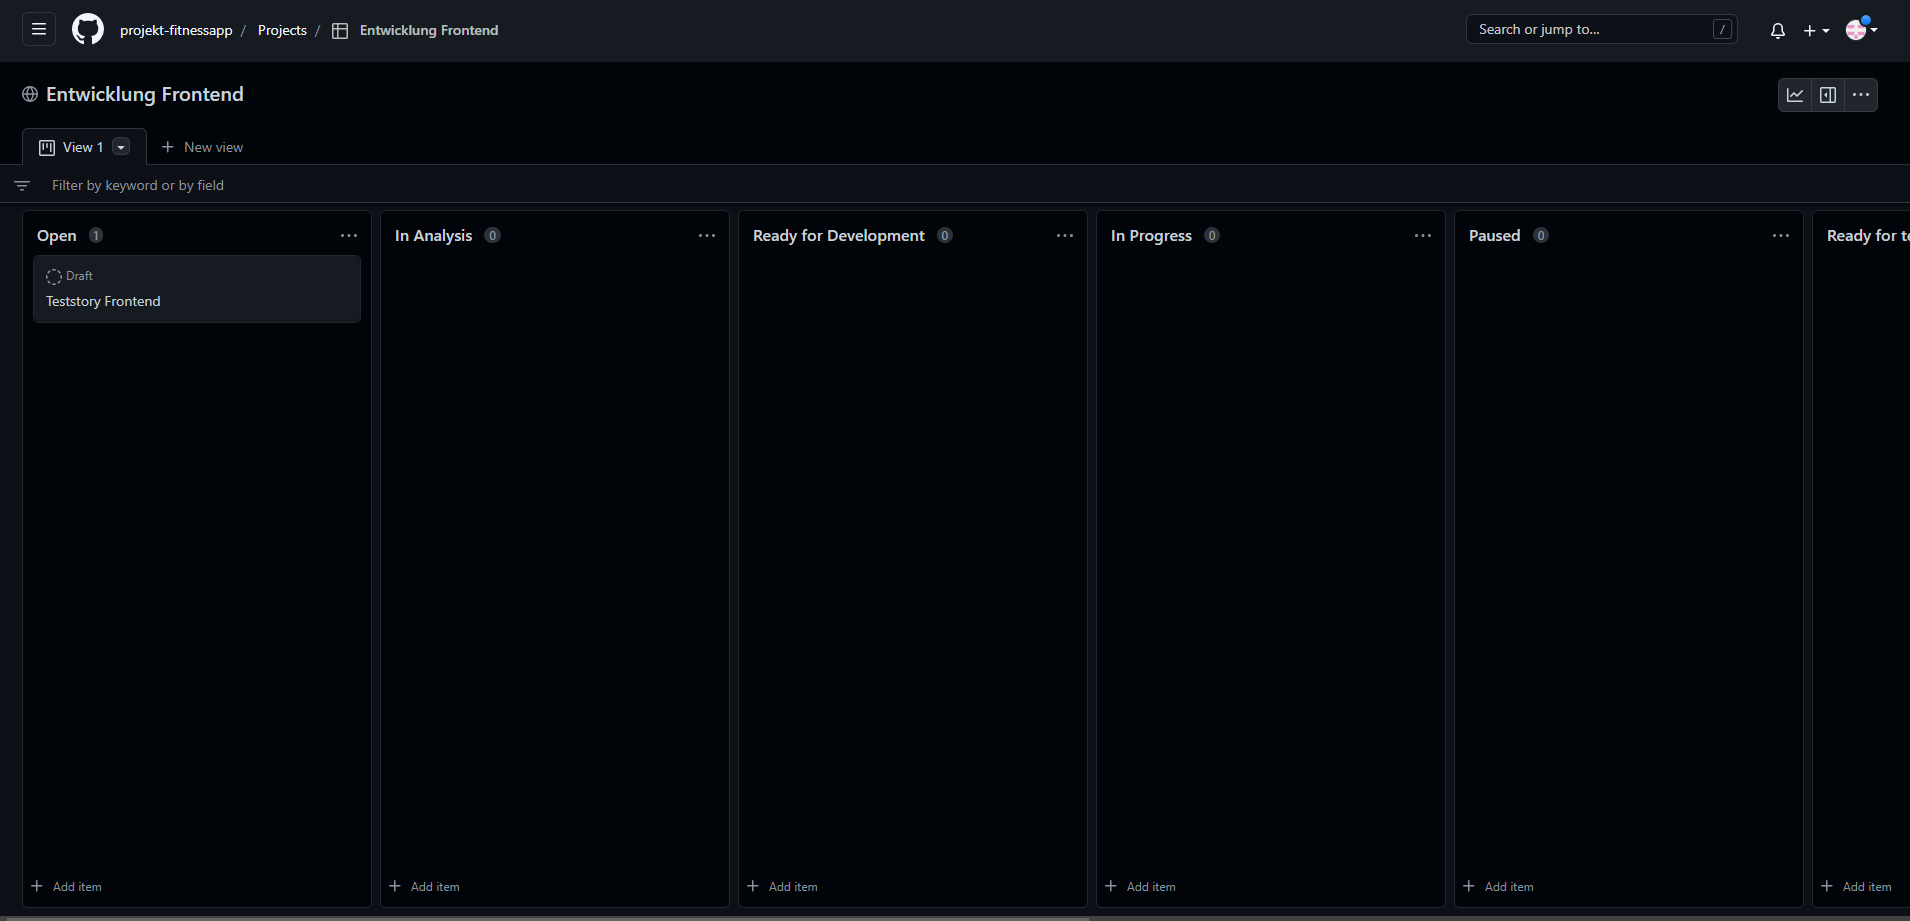 projekt-fitnessapp / Projects / Entwicklung Frontend
Search or jump to... /
Entwicklung Frontend
View 1 New view
Filter by keyword or by field
Open 1
In Analysis 0
Ready for Development 0
In Progress 0
Paused 0
Ready for
Draft
Teststory Frontend
Add item
Add item
Add item
Add item
Add item
Add item